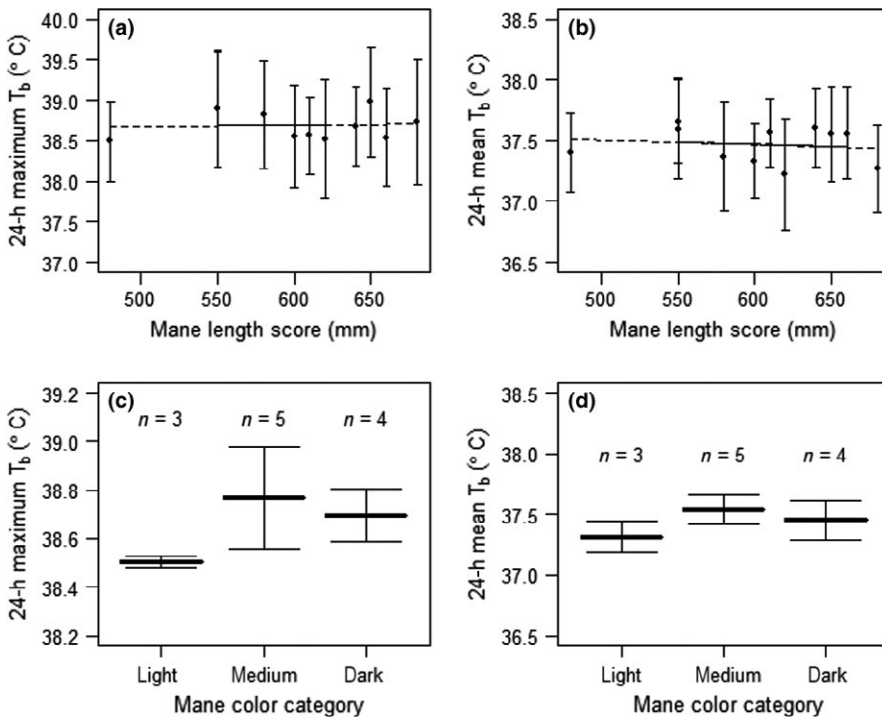 (a)
24-h maximum Tb (° C)
40.0
39.5
39.0
38.5
38.0
37.5
37.0
500 550 600 650
Mane length score (mm)
(b)
24-h mean Tb (° C)
38.5
38.0
37.5
37.0
36.5
500 550 600 650
Mane length score (mm)
(c)
24-h maximum Tb (° C)
39.2
39.0
38.8
38.6
38.4
38.2
n = 3 n = 5 n = 4
Light Medium Dark
Mane color category
(d)
24-h mean Tb (° C)
38.5
38.0
37.5
37.0
36.5
n = 3 n = 5 n = 4
Light Medium Dark
Mane color category